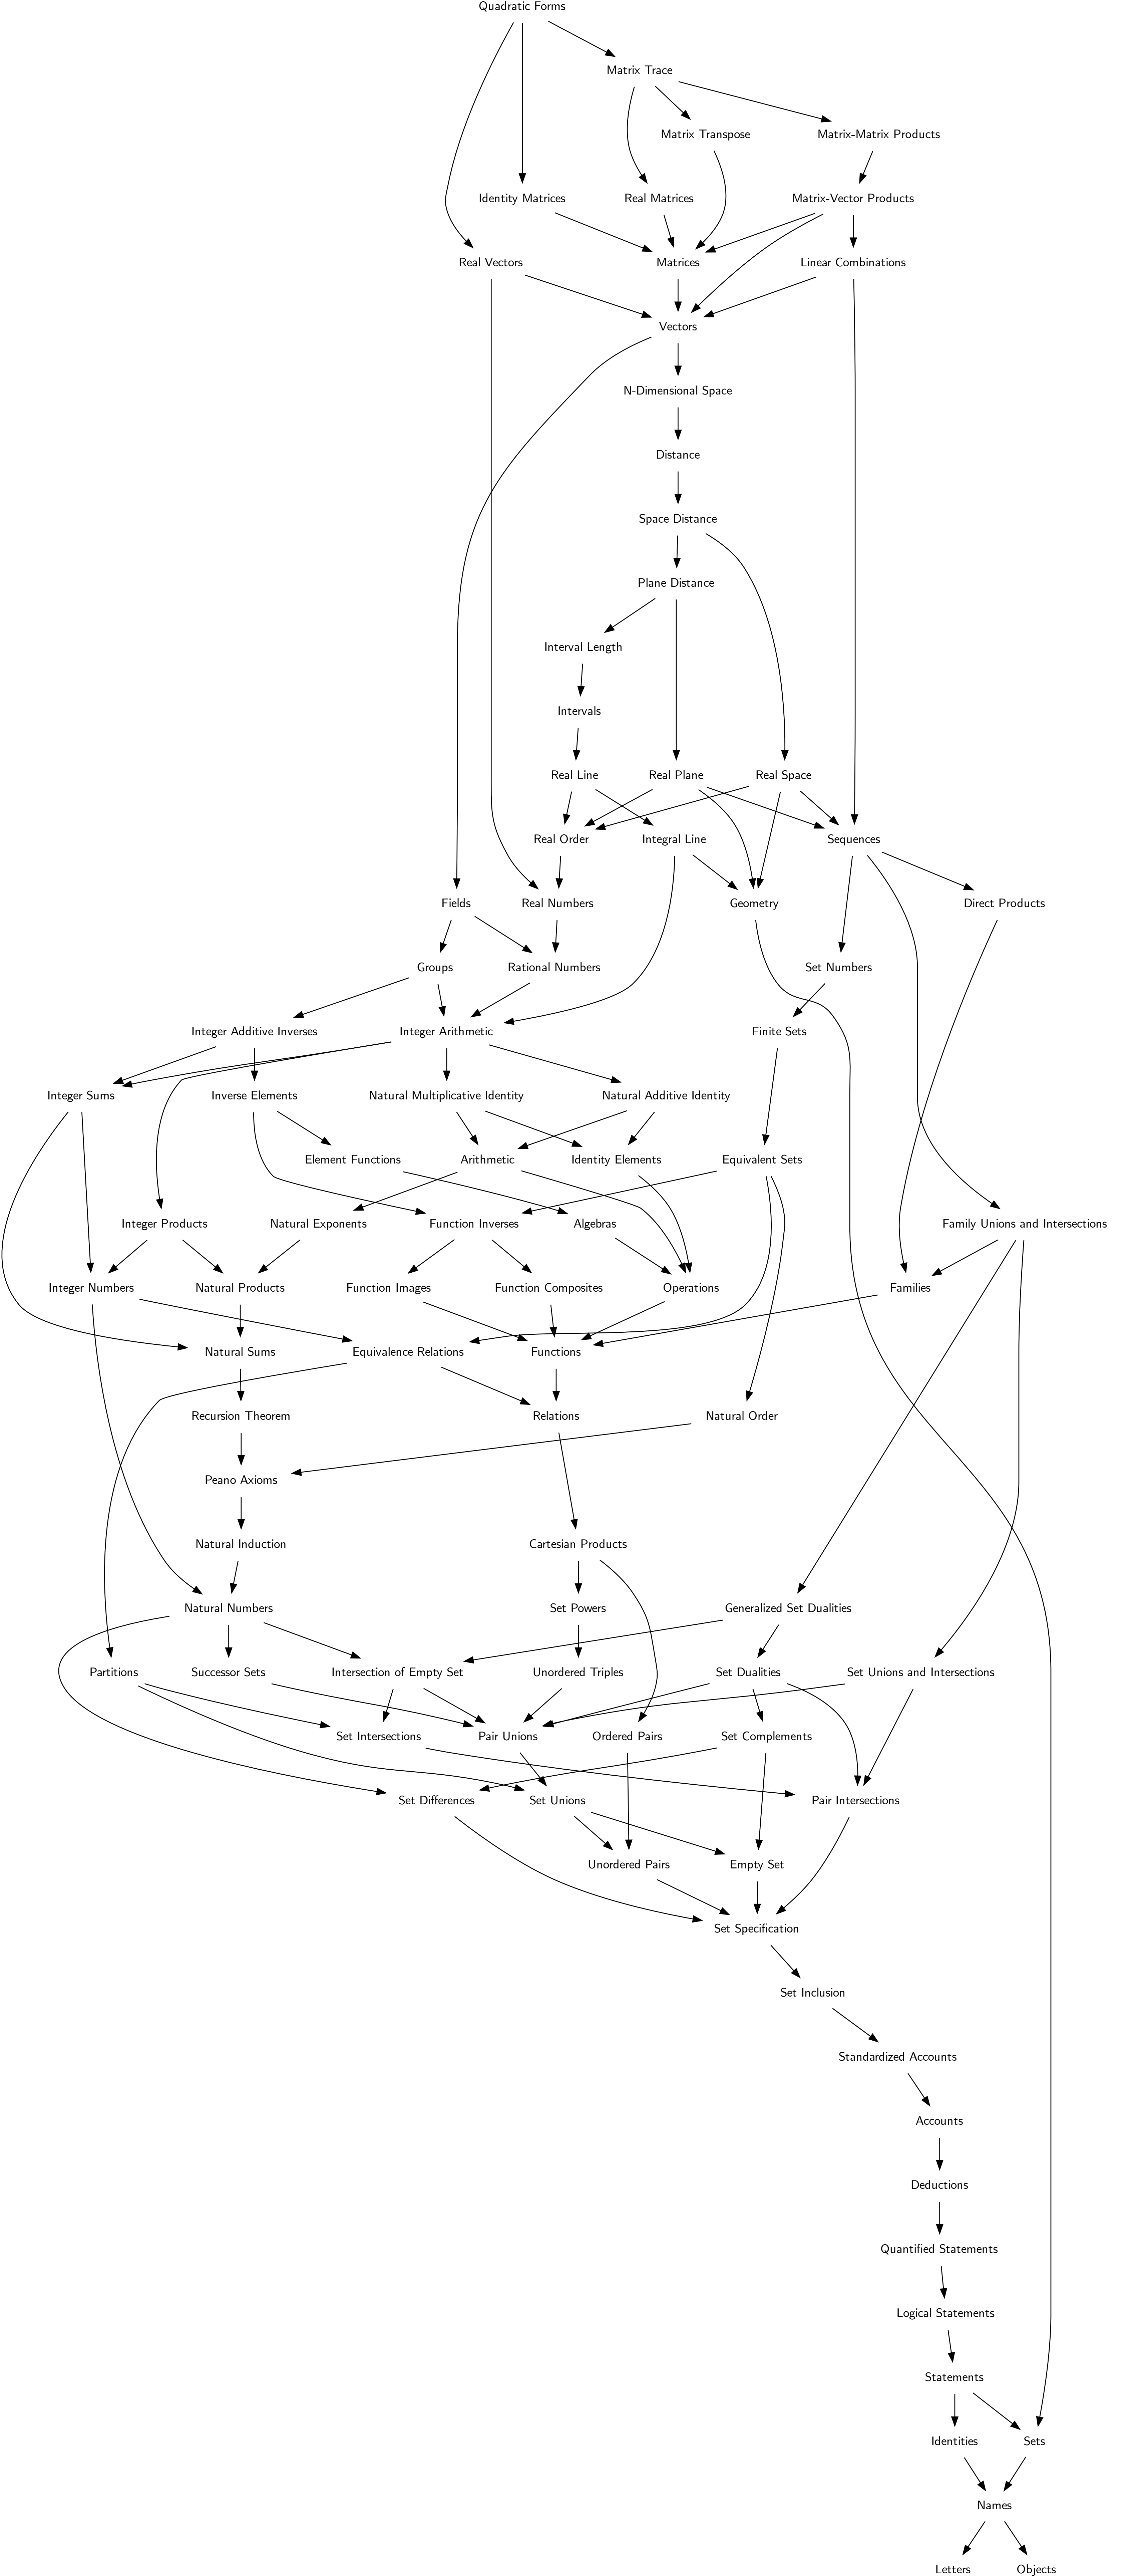 Quadratic Forms
Matrix Trace
Matrix Transpose
Matrix-Matrix Products
Identity Matrices
Real Matrices
Matrix-Vector Products
Real Vectors
Matrices
Linear Combinations
Vectors
N-Dimensional Space
Distance
Space Distance
Plane Distance
Interval Length
Intervals
Real Line
Real Plane
Real Space
Real Order
Integral Line
Sequences
Fields
Real Numbers
Geometry
Direct Products
Groups
Rational Numbers
Set Numbers
Integer Additive Inverses
Integer Arithmetic
Finite Sets
Integer Sums
Inverse Elements
Natural Multiplicative Identity
Natural Additive Identity
Element Functions
Arithmetic
Identity Elements
Equivalent Sets
Integer Products
Natural Exponents
Function Inverses
Algebras
Family Unions and Intersections
Integer Numbers
Natural Products
Function Images
Function Composites
Operations
Families
Natural Sums
Equivalence Relations
Functions
Recursion Theorem
Relations
Natural Order
Peano Axioms
Natural Induction
Cartesian Products
Natural Numbers
Set Powers
Generalized Set Dualities
Partitions
Successor Sets
Intersection of Empty Set
Unordered Triples
Set Dualities
Set Unions and Intersections
Set Intersections
Pair Unions
Ordered Pairs
Set Complements
Set Differences
Set Unions
Pair Intersections
Unordered Pairs
Empty Set
Set Specification
Set Inclusion
Standardized Accounts
Accounts
Deductions
Quantified Statements
Logical Statements
Statements
Identities
Sets
Names
Letters
Objects